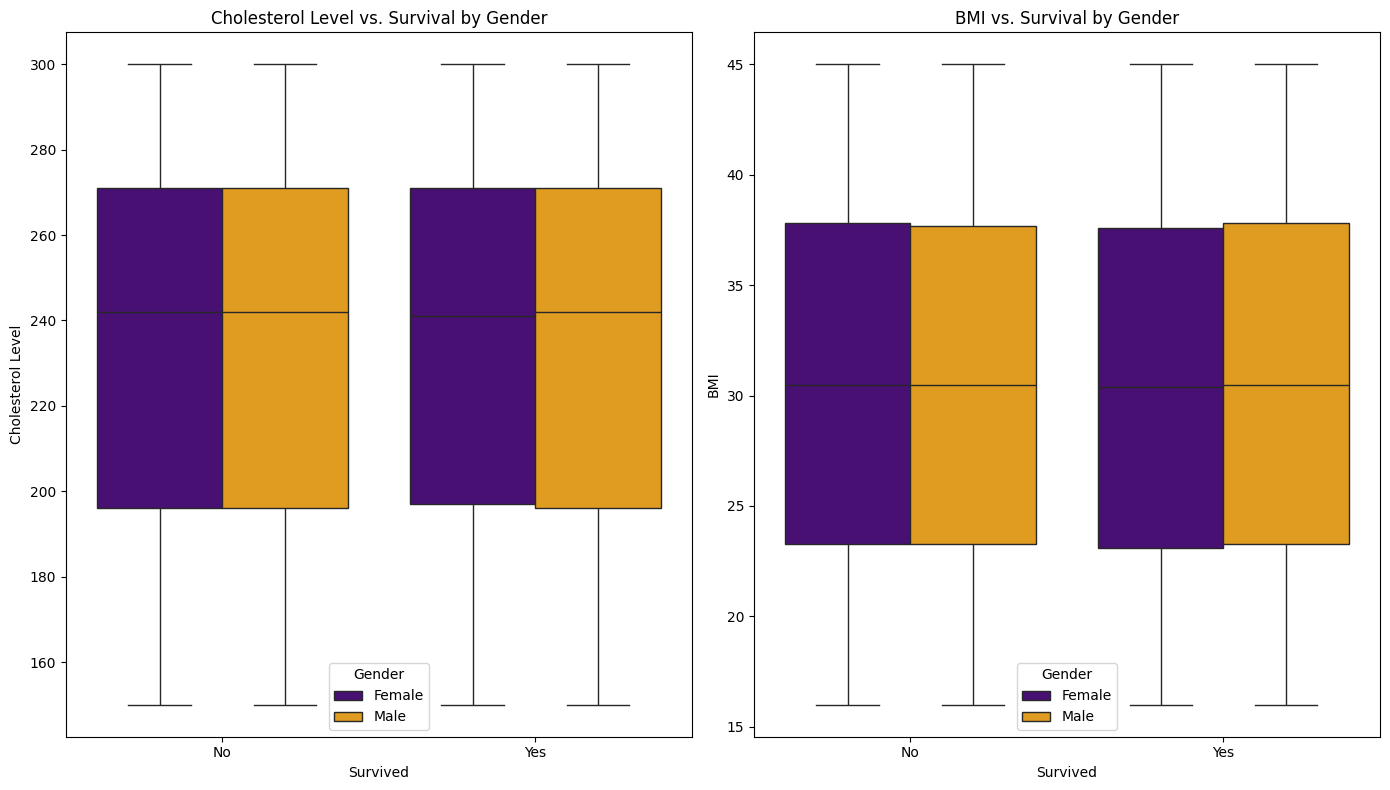 Cholesterol Level vs. Survival by Gender
300
280
260
240
220
200
180
160
Cholesterol Level
No
Yes
Survived
Gender
Female
Male
BMI vs. Survival by Gender
45
40
35
30
25
20
15
BMI
No
Yes
Survived
Gender
Female
Male